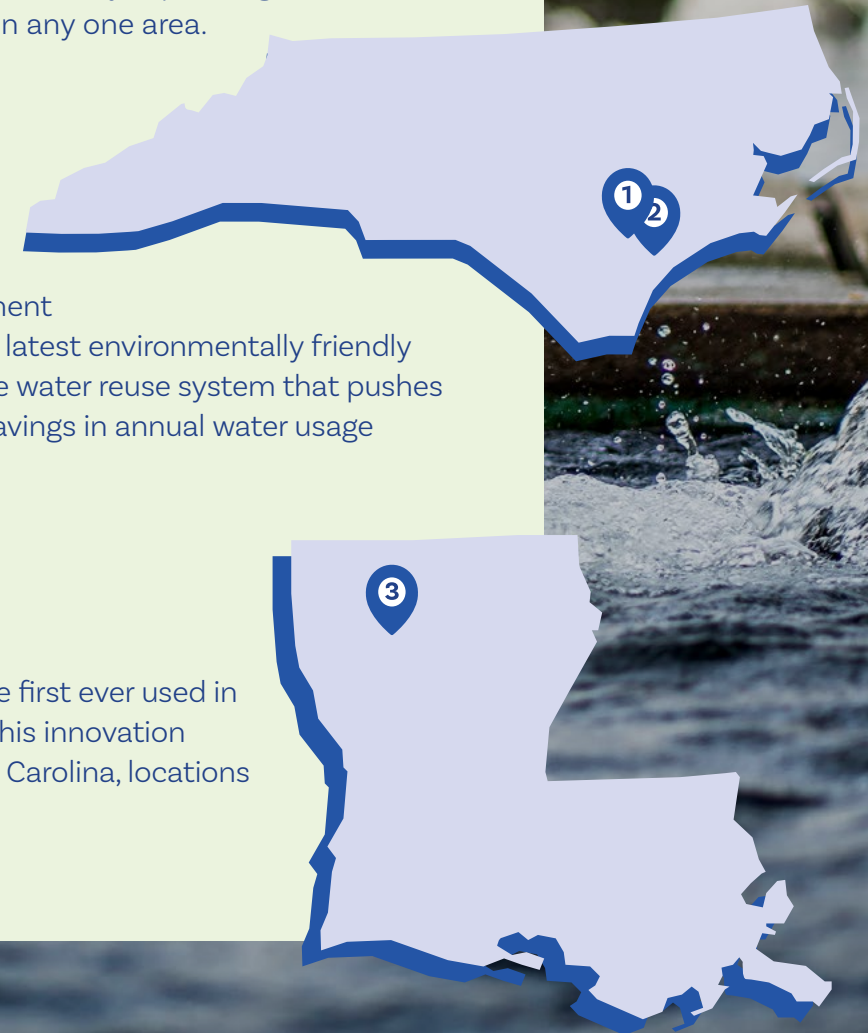 n any one area.
1
2
nent
latest environmentally friendly
e water reuse system that pushes
avings in annual water usage
3
e first ever used in
his innovation
Carolina, locations